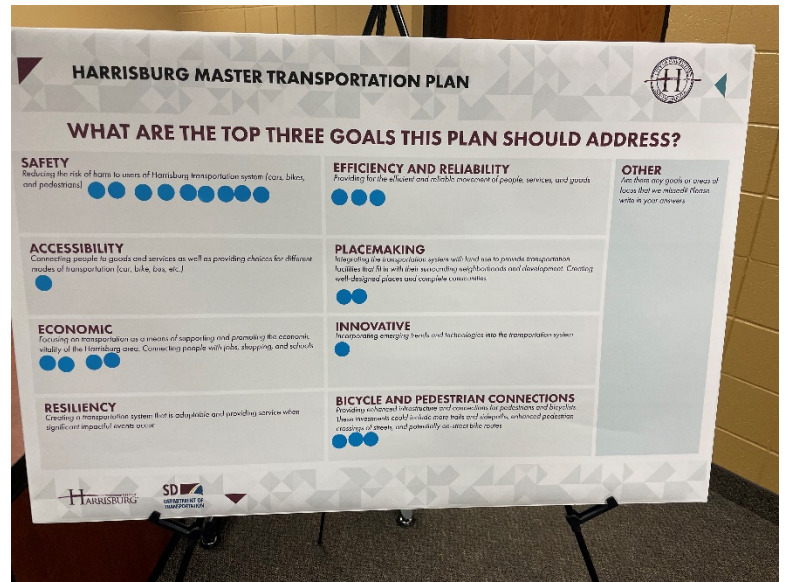 HARRISBURG MASTER TRANSPORTATION PLAN
WHAT ARE THE TOP THREE GOALS THIS PLAN SHOULD ADDRESS?
SAFETY
Reducing the risk of harm to users of Harrisburg transportation system (cars, bikes,
and pedestrians)
ACCESSIBILITY
Connecting people to goods and services as well as providing choices for different
modes of transportation (car, bike, bus, etc.)
ECONOMIC
Focusing on transportation as a means of supporting and promoting the economic
vitality of the Harrisburg area. Connecting people with jobs, shopping, and schools
RESILIENCY
Creating a transportation system that is adaptable and providing service when
significant impactful events occur
EFFICIENCY AND RELIABILITY
Providing for the efficient and reliable movement of people, services, and goods
PLACEMAKING
Integrating the transportation system with land use to provide transportation
facilities that fit in with their surrounding neighborhoods and development. Creating
well-designed places and complete communities
INNOVATIVE
Incorporating emerging trends and technologies into the transportation system
BICYCLE AND PEDESTRIAN CONNECTIONS
Providing enhanced infrastructure and connections for pedestrians and bicyclists.
These investments could include more trails and sidepaths, enhanced pedestrian
crossings of streets, and potentially on-street bike routes
OTHER
Are there any goals or areas of
focus that we missed? Please
write in your answers
H
HARRISBURG
SD
DEPARTMENT OF
TRANSPORTATION